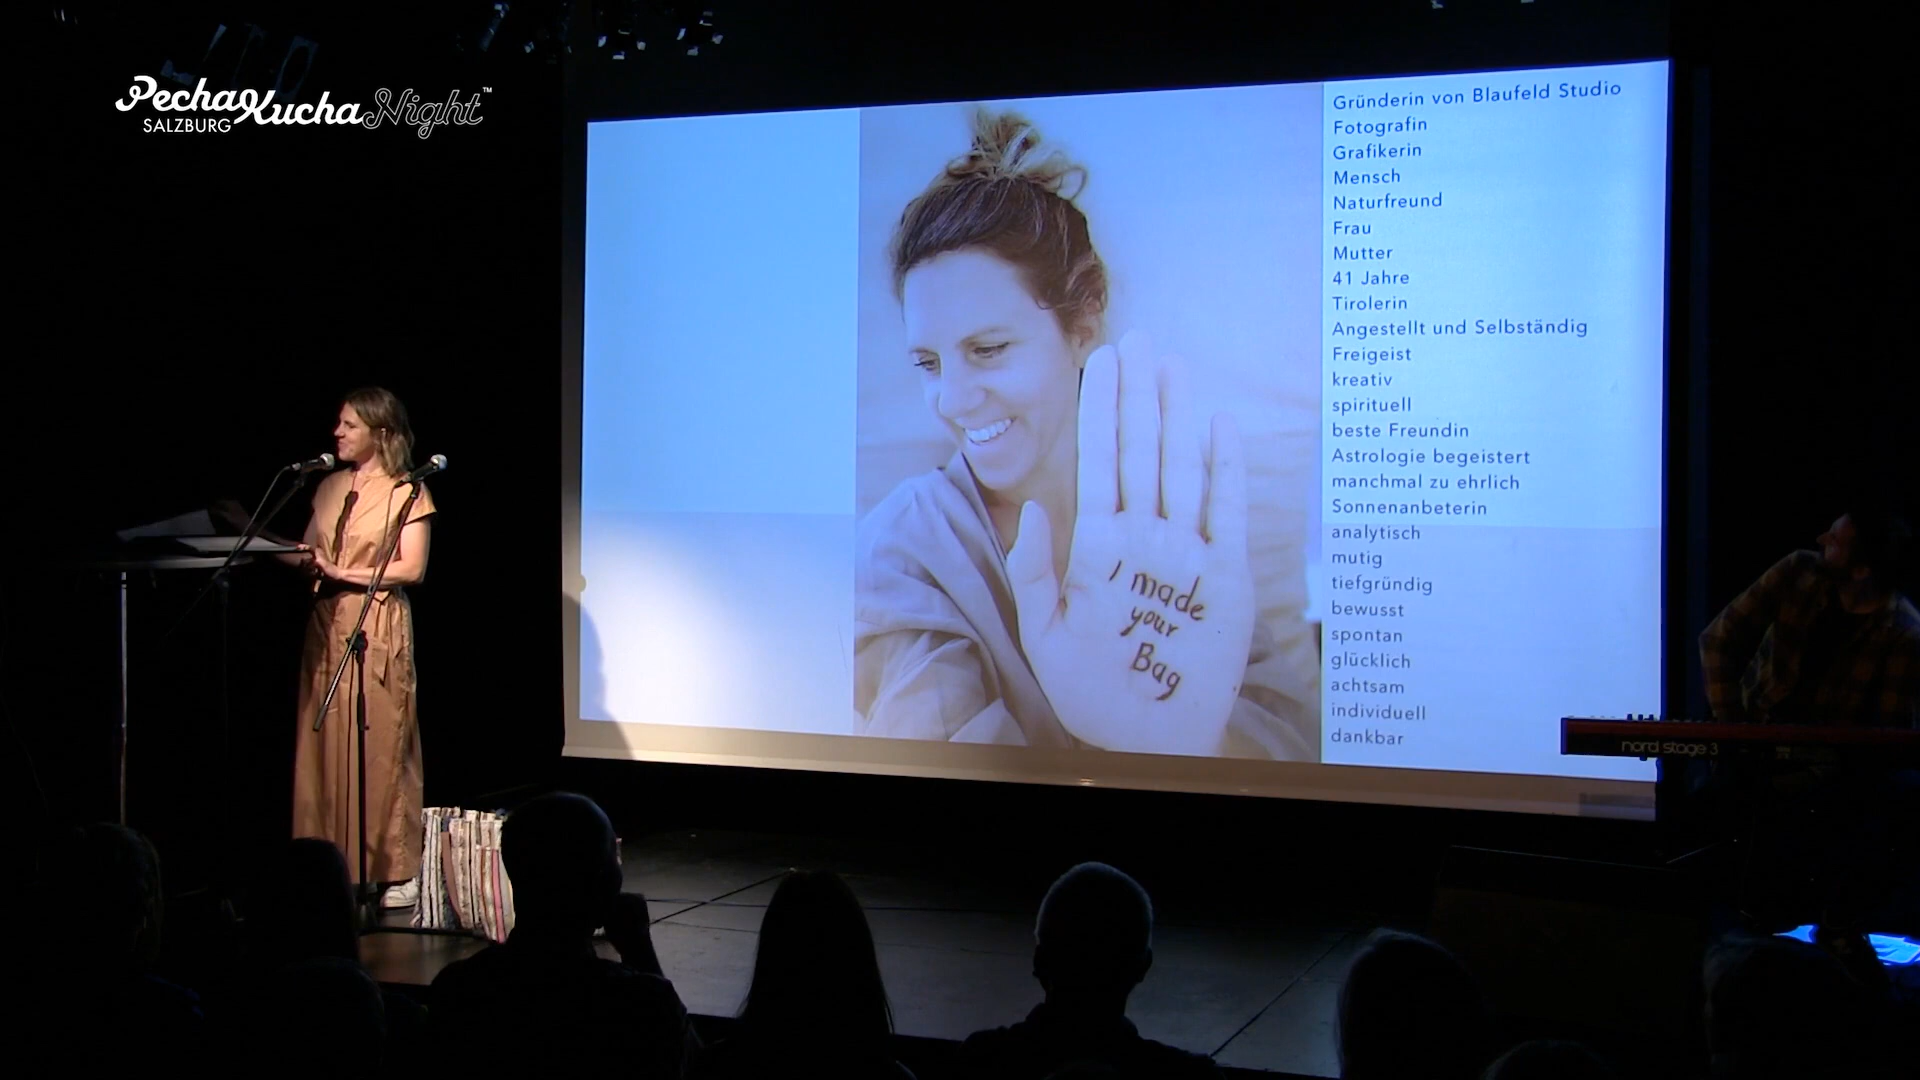 PechaKucha Night™
SALZBURG
Gründerin von Blaufeld Studio
Fotografin
Grafikerin
Mensch
Naturfreund
Frau
Mutter
41 Jahre
Tirolerin
Angestellt und Selbständig
Freigeist
kreativ
spirituell
beste Freundin
Astrologie begeistert
manchmal zu ehrlich
Sonnenanbeterin
analytisch
mutig
tiefgründig
bewusst
spontan
glücklich
achtsam
individuell
dankbar
I made
your
Bag
nord stage 3